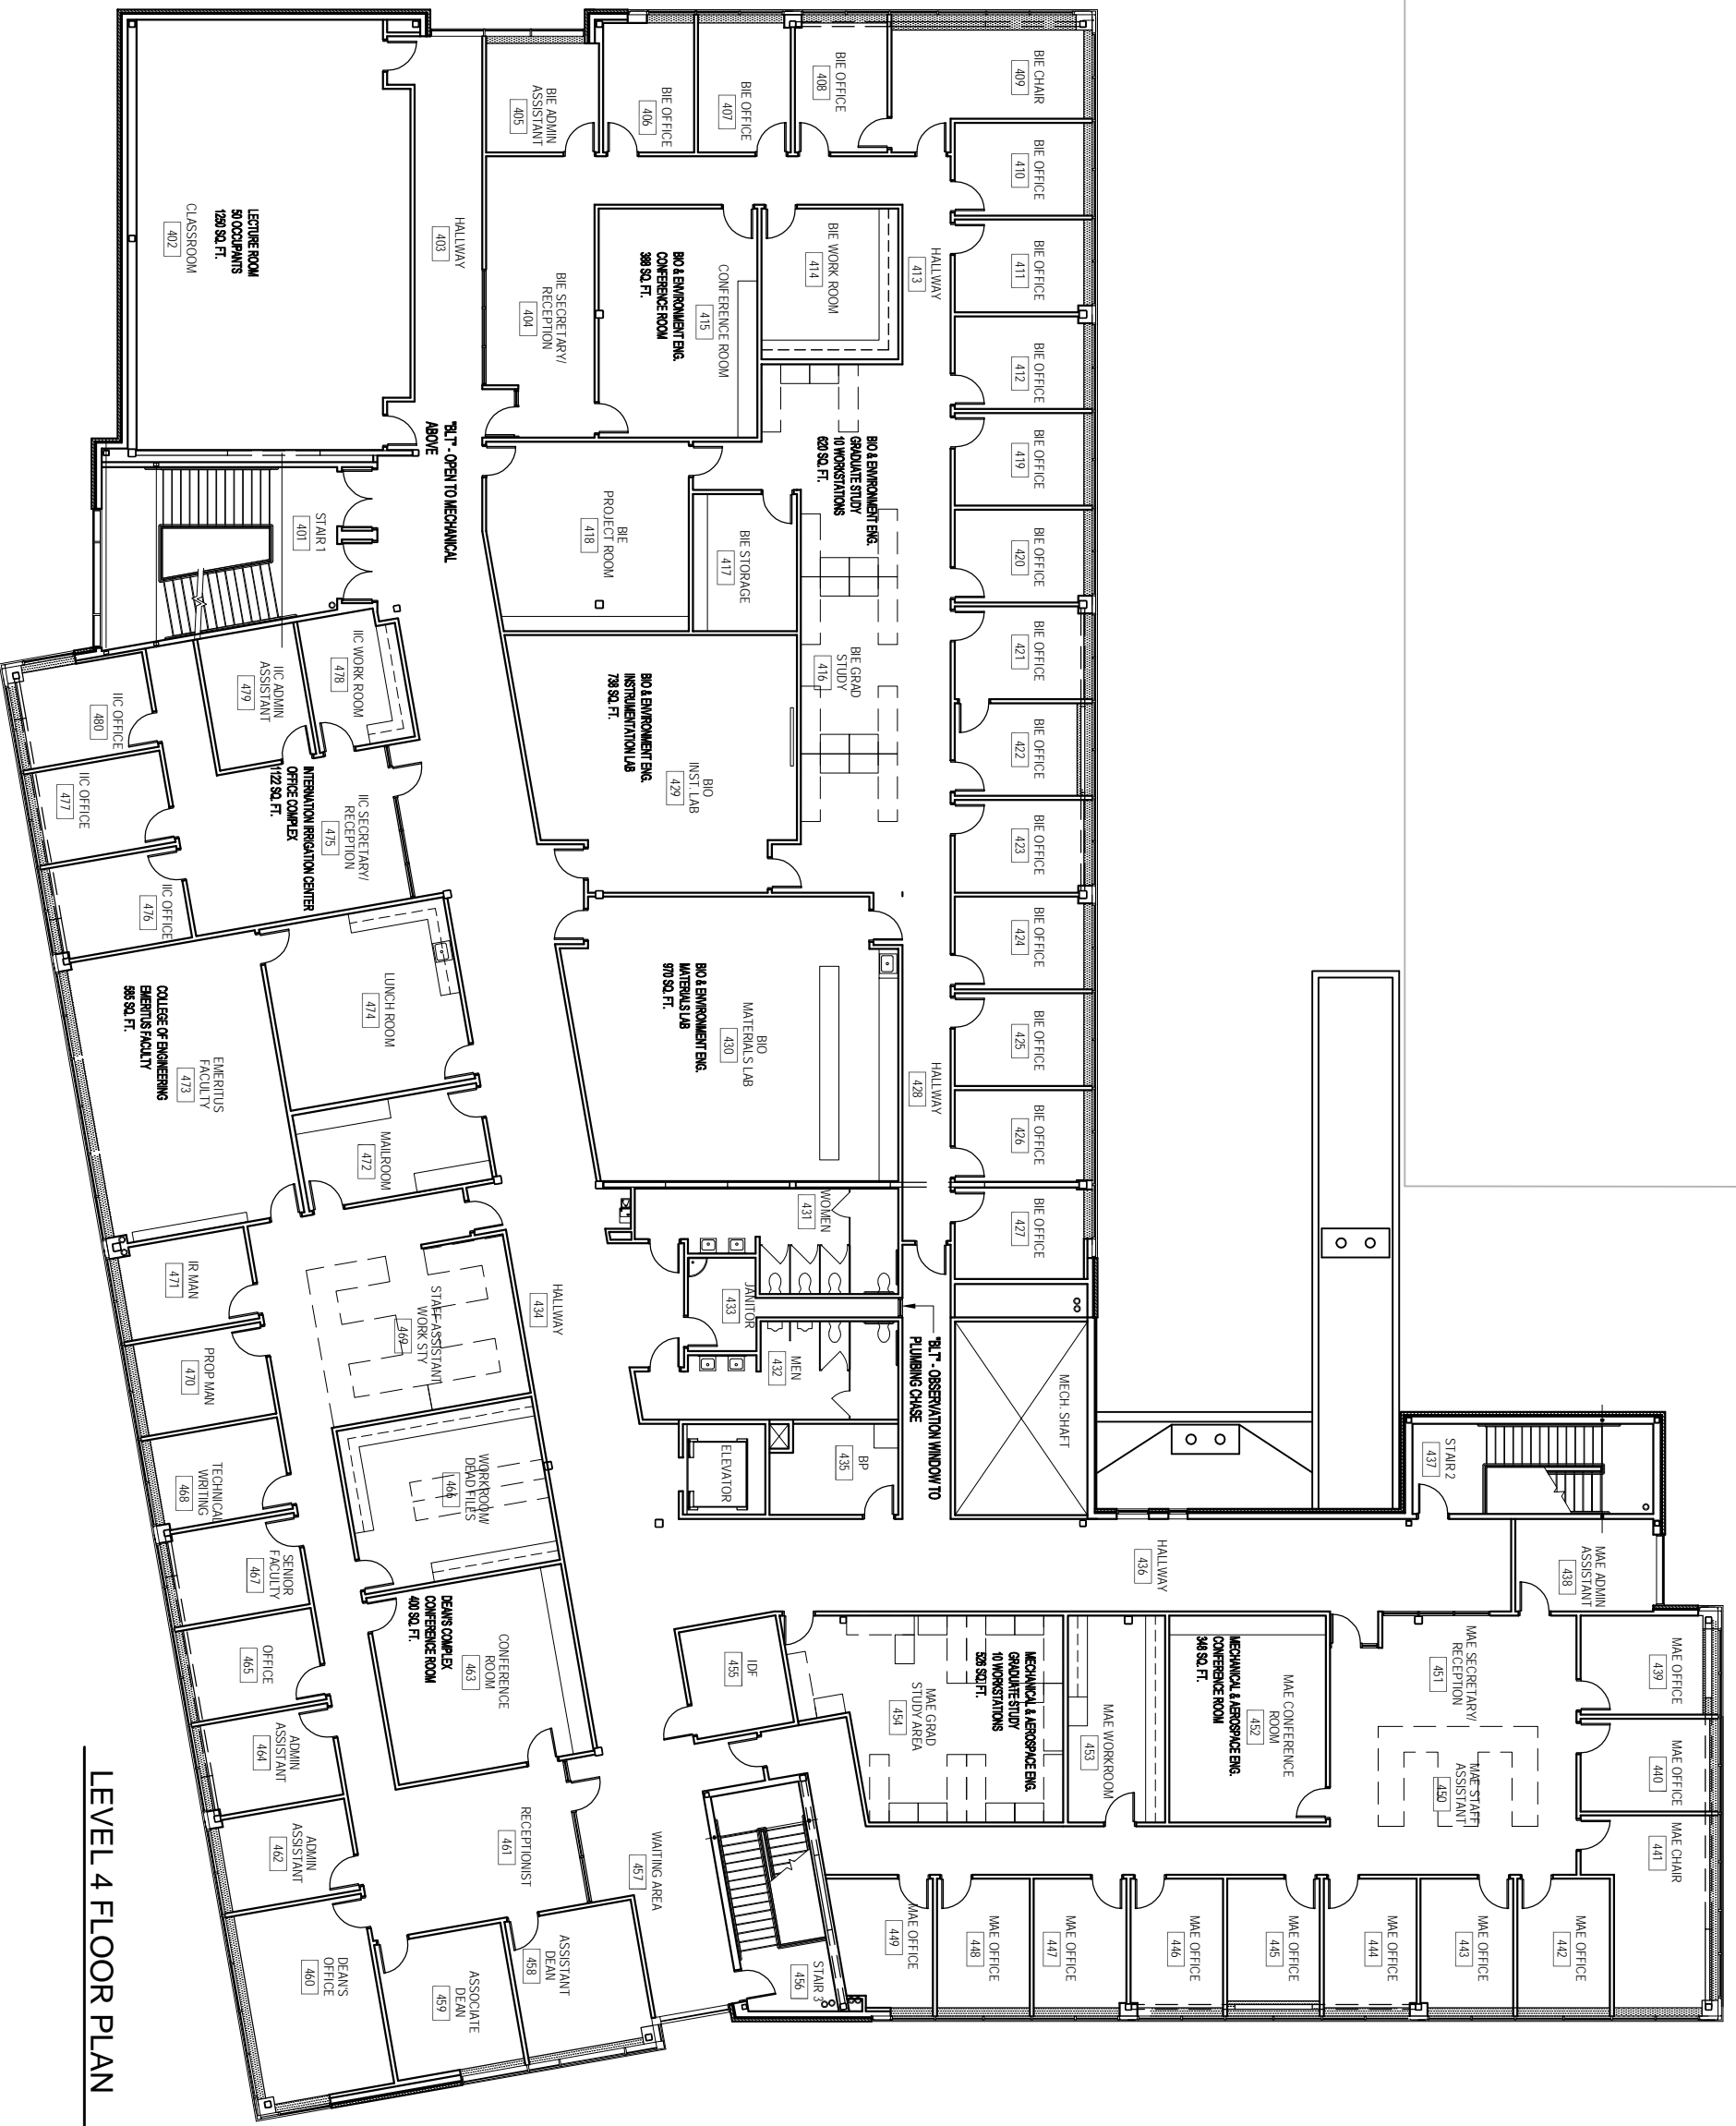 BIE CHAIR
409
BIE OFFICE
408
BIE OFFICE
407
BIE OFFICE
406
BIE ADMIN
ASSISTANT
405
HALLWAY
403
LECTURE ROOM
50 OCCUPANTS
1250 SQ. FT.
CLASSROOM
402
BIE OFFICE
410
BIE OFFICE
411
BIE OFFICE
412
BIE OFFICE
419
BIE OFFICE
420
BIE OFFICE
421
BIE OFFICE
422
BIE OFFICE
423
BIE OFFICE
424
BIE OFFICE
425
BIE OFFICE
426
BIE OFFICE
427
HALLWAY
413
BIE WORK ROOM
414
CONFERENCE ROOM
415
BIO & ENVIRONMENT ENG.
CONFERENCE ROOM
388 SQ. FT.
BIE SECRETARY/
RECEPTION
404
"BLT" - OPEN TO MECHANICAL
ABOVE
STAIR 1
401
BIO & ENVIRONMENT ENG.
GRADUATE STUDY
10 WORKSTATIONS
620 SQ. FT.
BIE GRAD
STUDY
416
BIE STORAGE
417
BIE
PROJECT ROOM
418
BIO
INST. LAB
429
BIO & ENVIRONMENT ENG.
INSTRUMENTATION LAB
738 SQ. FT.
HALLWAY
428
BIO
MATERIALS LAB
430
BIO & ENVIRONMENT ENG.
MATERIALS LAB
970 SQ. FT.
IIC WORK ROOM
478
IIC ADMIN
ASSISTANT
479
IIC OFFICE
480
IIC OFFICE
477
IIC OFFICE
476
IIC SECRETARY/
RECEPTION
475
INTERNATION IRRIGATION CENTER
OFFICE COMPLEX
1122 SQ. FT.
LUNCH ROOM
474
EMERITUS
FACULTY
473
COLLEGE OF ENGINEERING
EMERITUS FACULTY
585 SQ. FT.
MAILROOM
472
WOMEN
431
JANITOR
433
MEN
432
"BLT" - OBSERVATION WINDOW TO
PLUMBING CHASE
MECH. SHAFT
BP
435
ELEVATOR
HALLWAY
434
IR MAN
471
PROP MAN
470
STAFF ASSISTANT
WORK STY
469
TECHNICAL
WRITING
468
WORK ROOM/
DEAD FILES
466
SENIOR
FACULTY
467
OFFICE
465
CONFERENCE
ROOM
463
DEAN'S COMPLEX
CONFERENCE ROOM
400 SQ. FT.
ADMIN
ASSISTANT
464
ADMIN
ASSISTANT
462
RECEPTIONIST
461
WAITING AREA
457
DEAN'S
OFFICE
460
ASSOCIATE
DEAN
459
ASSISTANT
DEAN
458
STAIR 2
437
HALLWAY
436
MAE ADMIN
ASSISTANT
438
MAE OFFICE
439
MAE OFFICE
440
MAE CHAIR
441
MAE SECRETARY/
RECEPTION
451
MAE STAFF
ASSISTANT
450
MAE CONFERENCE
ROOM
452
MECHANICAL & AEROSPACE ENG.
CONFERENCE ROOM
348 SQ. FT.
MAE WORKROOM
453
MECHANICAL & AEROSPACE ENG.
GRADUATE STUDY
10 WORKSTATIONS
526 SQ. FT.
MAE GRAD
STUDY AREA
454
IDF
455
MAE OFFICE
442
MAE OFFICE
443
MAE OFFICE
444
MAE OFFICE
445
MAE OFFICE
446
MAE OFFICE
447
MAE OFFICE
448
MAE OFFICE
449
STAIR 3
456
LEVEL 4 FLOOR PLAN